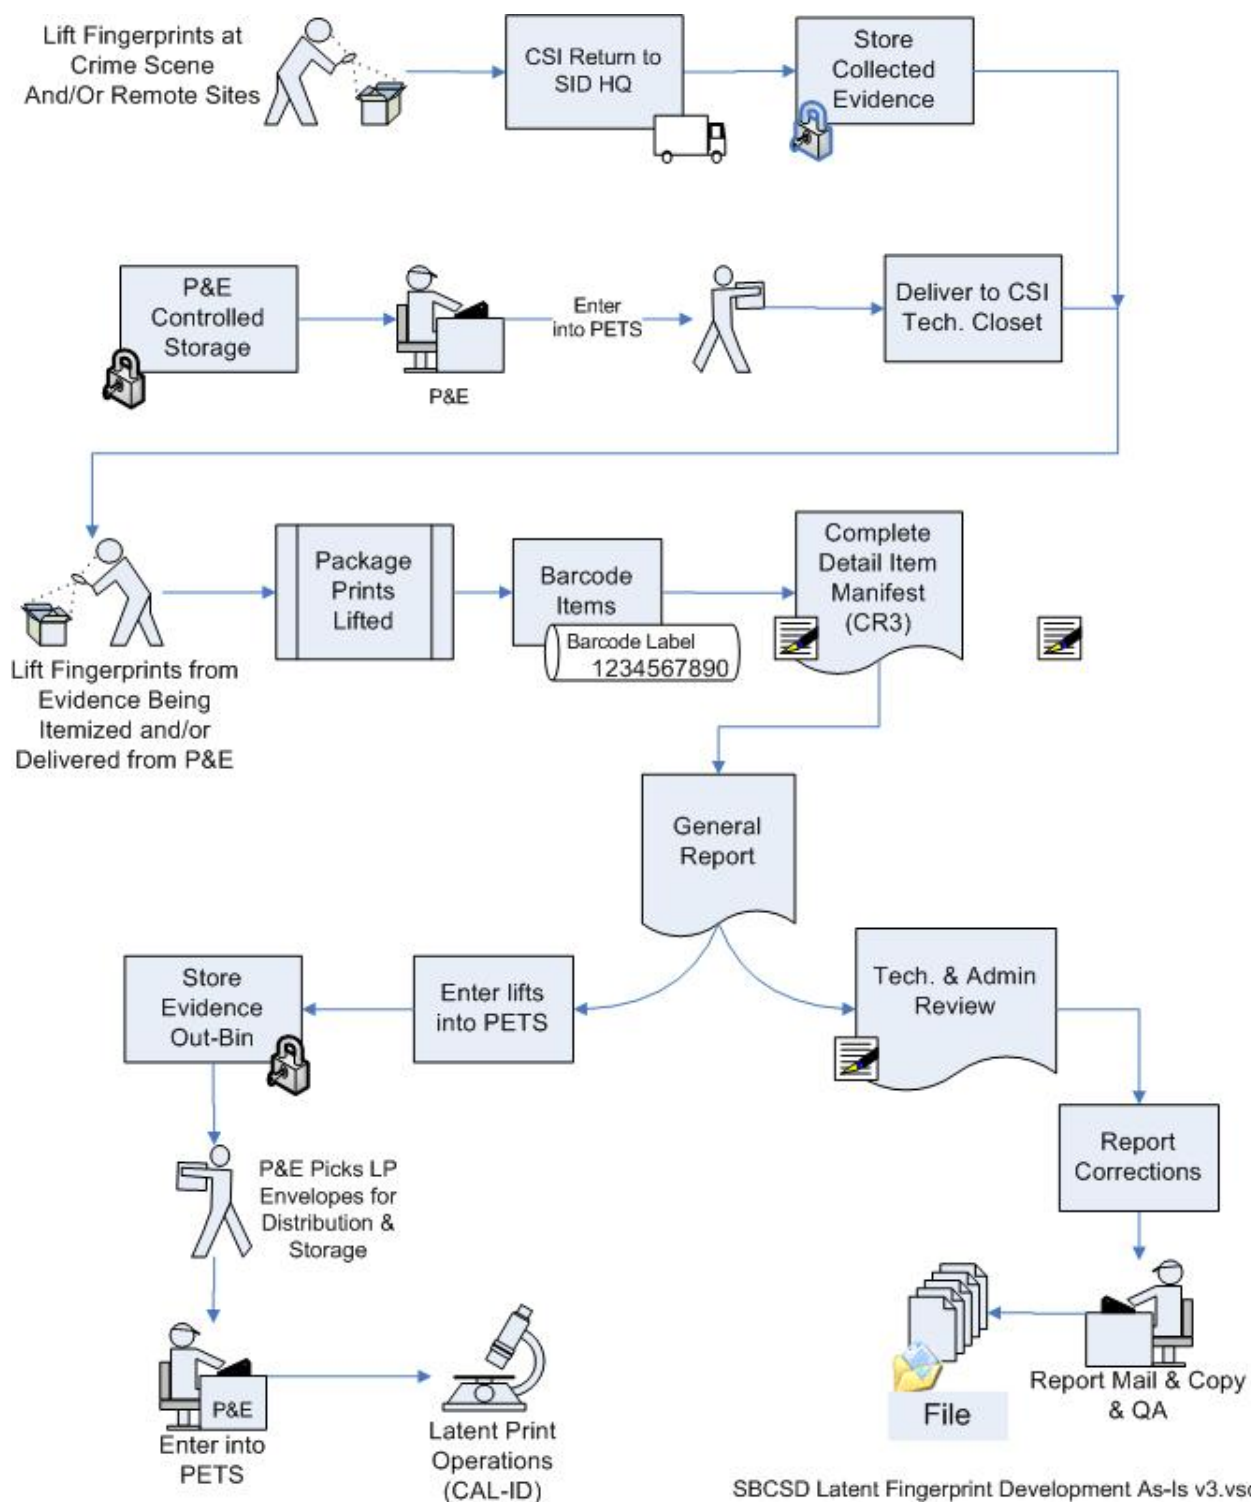 Lift Fingerprints at
Crime Scene
And/Or Remote Sites
CSI Return to
SID HQ
Store
Collected
Evidence
P&E
Controlled
Storage
P&E
Enter
into PETS
Deliver to CSI
Tech. Closet
Lift Fingerprints from
Evidence Being
Itemized and/or
Delivered from P&E
Package
Prints
Lifted
Barcode
Items
Barcode Label
1234567890
Complete
Detail Item
Manifest
(CR3)
General
Report
Store
Evidence
Out-Bin
Enter lifts
into PETS
Tech. & Admin
Review
Report
Corrections
P&E Picks LP
Envelopes for
Distribution &
Storage
P&E
Enter into
PETS
Latent Print
Operations
(CAL-ID)
File
Report Mail & Copy
& QA
SBCSD Latent Fingerprint Development As-Is v3.vsd